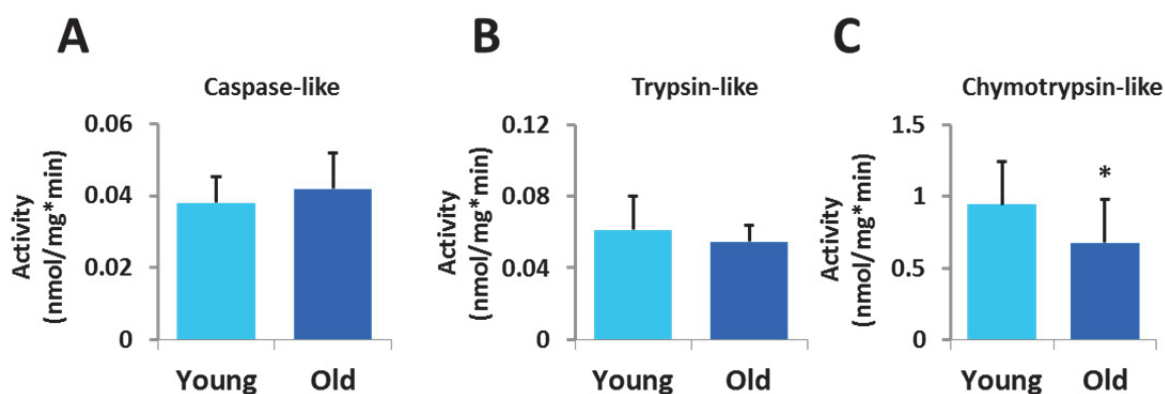 A
Caspase-like
Activity
(nmol/mg*min)
0.06
0.04
0.02
0
Young Old
B
Trypsin-like
Activity
(nmol/mg*min)
0.12
0.08
0.04
0
Young Old
C
Chymotrypsin-like
Activity
(nmol/mg*min)
1.5
1
0.5
0
*
Young Old